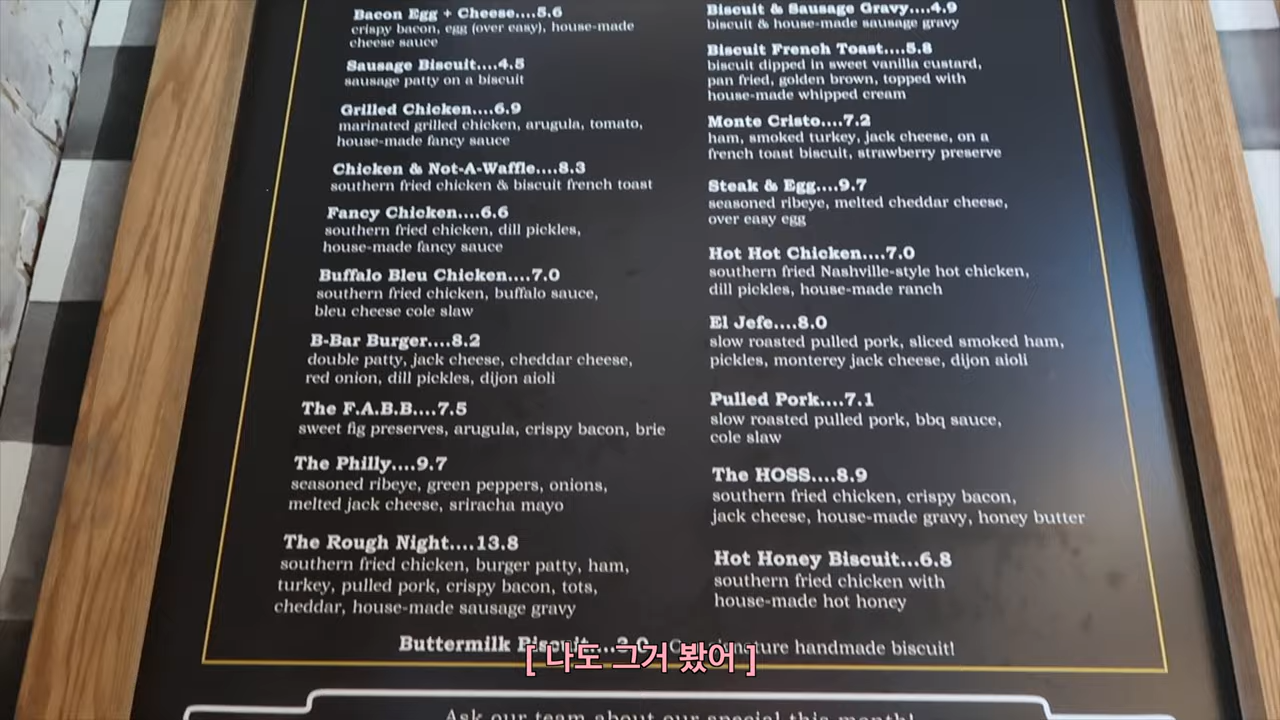 Bacon Egg + Cheese....5.6
crispy bacon, egg (over easy), house-made
cheese sauce
Sausage Biscuit....4.5
sausage patty on a biscuit
Grilled Chicken....6.9
marinated grilled chicken, arugula, tomato,
house-made fancy sauce
Chicken & Not-A-Waffle....8.3
southern fried chicken & biscuit french toast
Fancy Chicken....6.6
southern fried chicken, dill pickles,
house-made fancy sauce
Buffalo Bleu Chicken....7.0
southern fried chicken, buffalo sauce,
bleu cheese cole slaw
B-Bar Burger....8.2
double patty, jack cheese, cheddar cheese,
red onion, dill pickles, dijon aioli
The F.A.B.B....7.5
sweet fig preserves, arugula, crispy bacon, brie
The Philly....9.7
seasoned ribeye, green peppers, onions,
melted jack cheese, sriracha mayo
The Rough Night....13.8
southern fried chicken, burger patty, ham,
turkey, pulled pork, crispy bacon, tots,
cheddar, house-made sausage gravy
Biscuit & Sausage Gravy....4.9
biscuit & house-made sausage gravy
Biscuit French Toast....5.8
biscuit dipped in sweet vanilla custard,
pan fried, golden brown, topped with
house-made whipped cream
Monte Cristo....7.2
ham, smoked turkey, jack cheese, on a
french toast biscuit, strawberry preserve
Steak & Egg....9.7
seasoned ribeye, melted cheddar cheese,
over easy egg
Hot Hot Chicken....7.0
southern fried Nashville-style hot chicken,
dill pickles, house-made ranch
El Jefe....8.0
slow roasted pulled pork, sliced smoked ham,
pickles, monterey jack cheese, dijon aioli
Pulled Pork....7.1
slow roasted pulled pork, bbq sauce,
cole slaw
The HOSS....8.9
southern fried chicken, crispy bacon,
jack cheese, house-made gravy, honey butter
Hot Honey Biscuit...6.8
southern fried chicken with
house-made hot honey
Buttermilk Biscuit handmade biscuit!
[ 나도 그거 봤어 ]
Ask our team about our special this month!